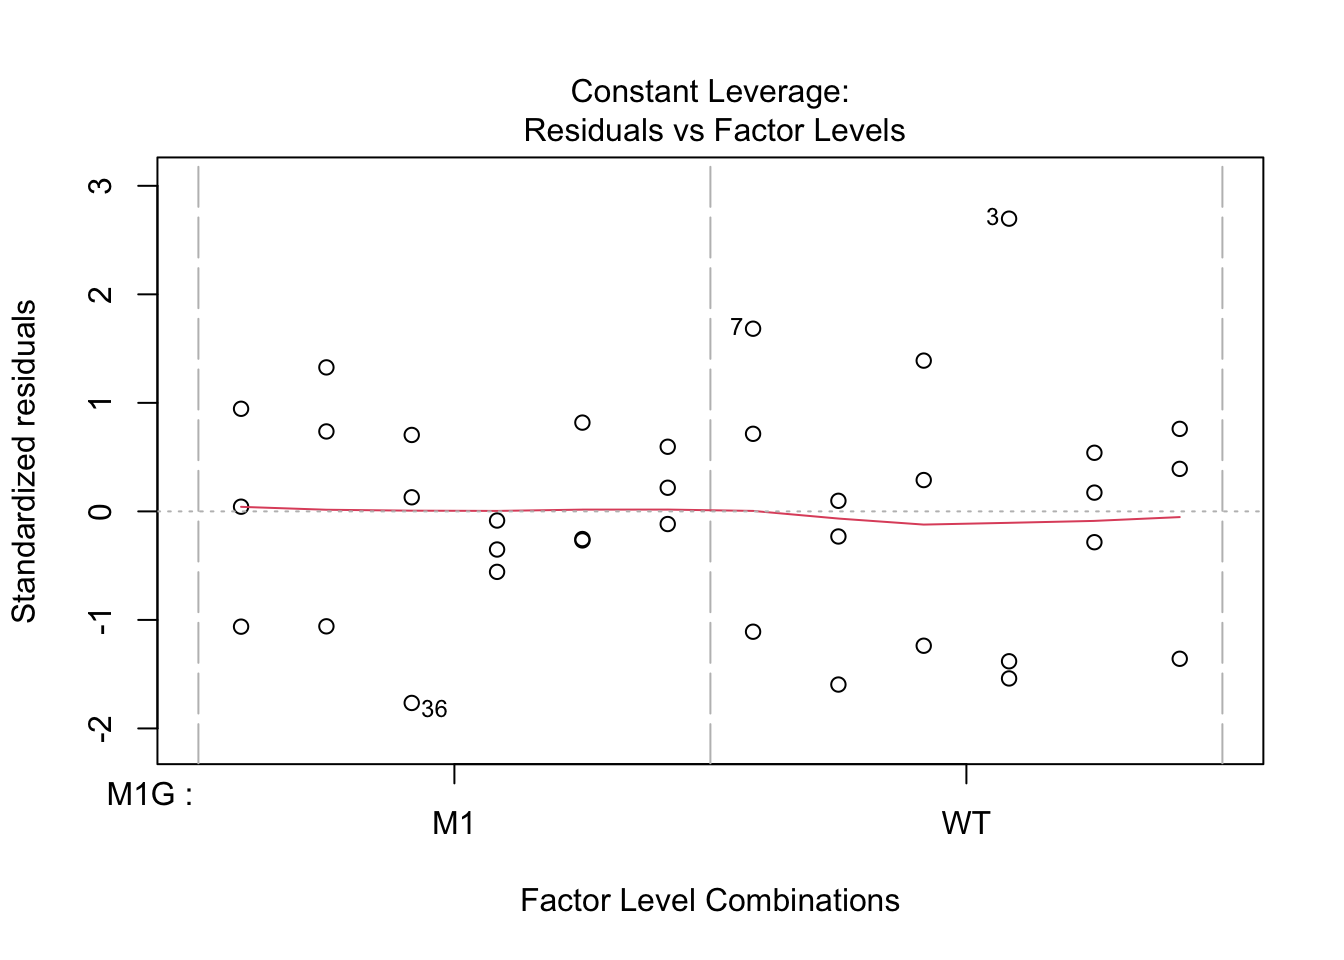 Constant Leverage:
Residuals vs Factor Levels
Standardized residuals
3
2
1
0
-1
-2
3
7
36
M1G :
M1
WT
Factor Level Combinations